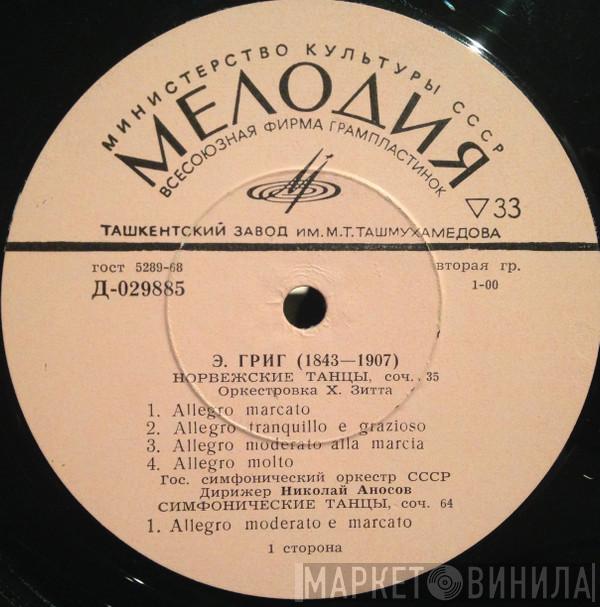 МИНИСТЕРСТВО КУЛЬТУРЫ СССР
МЕЛОДИЯ
ВСЕСОЮЗНАЯ ФИРМА ГРАМПЛАСТИНОК
▽33
ТАШКЕНТСКИЙ ЗАВОД ИМ. М. Т. ТАШМУХАМЕДОВА
гост 5289-68
вторая гр.
Д-029885
1-00
Э. ГРИГ (1843—1907)
НОРВЕЖСКИЕ ТАНЦЫ, соч. 35
Оркестровка Х. Зитта
1. Allegro marcato
2. Allegro tranquillo e grazioso
3. Allegro moderato alla marcia
4. Allegro molto
Гос. симфонический оркестр СССР
Дирижер Николай Аносов
СИМФОНИЧЕСКИЕ ТАНЦЫ, соч. 64
1. Allegro moderato e marcato
1 сторона
МАРКЕТ ВИНИЛА